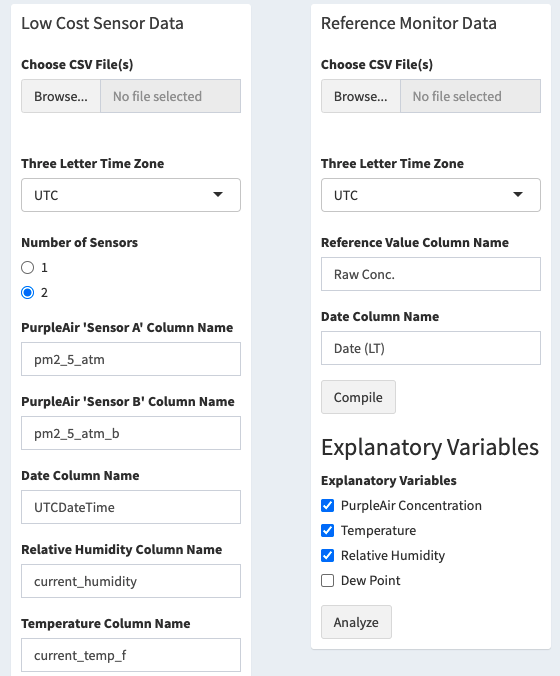 Low Cost Sensor Data
Choose CSV File(s)
Browse... No file selected
Three Letter Time Zone
UTC
Number of Sensors
1
2
PurpleAir 'Sensor A' Column Name
pm2_5_atm
PurpleAir 'Sensor B' Column Name
pm2_5_atm_b
Date Column Name
UTCDateTime
Relative Humidity Column Name
current_humidity
Temperature Column Name
current_temp_f
Reference Monitor Data
Choose CSV File(s)
Browse... No file selected
Three Letter Time Zone
UTC
Reference Value Column Name
Raw Conc.
Date Column Name
Date (LT)
Compile
Explanatory Variables
Explanatory Variables
PurpleAir Concentration
Temperature
Relative Humidity
Dew Point
Analyze